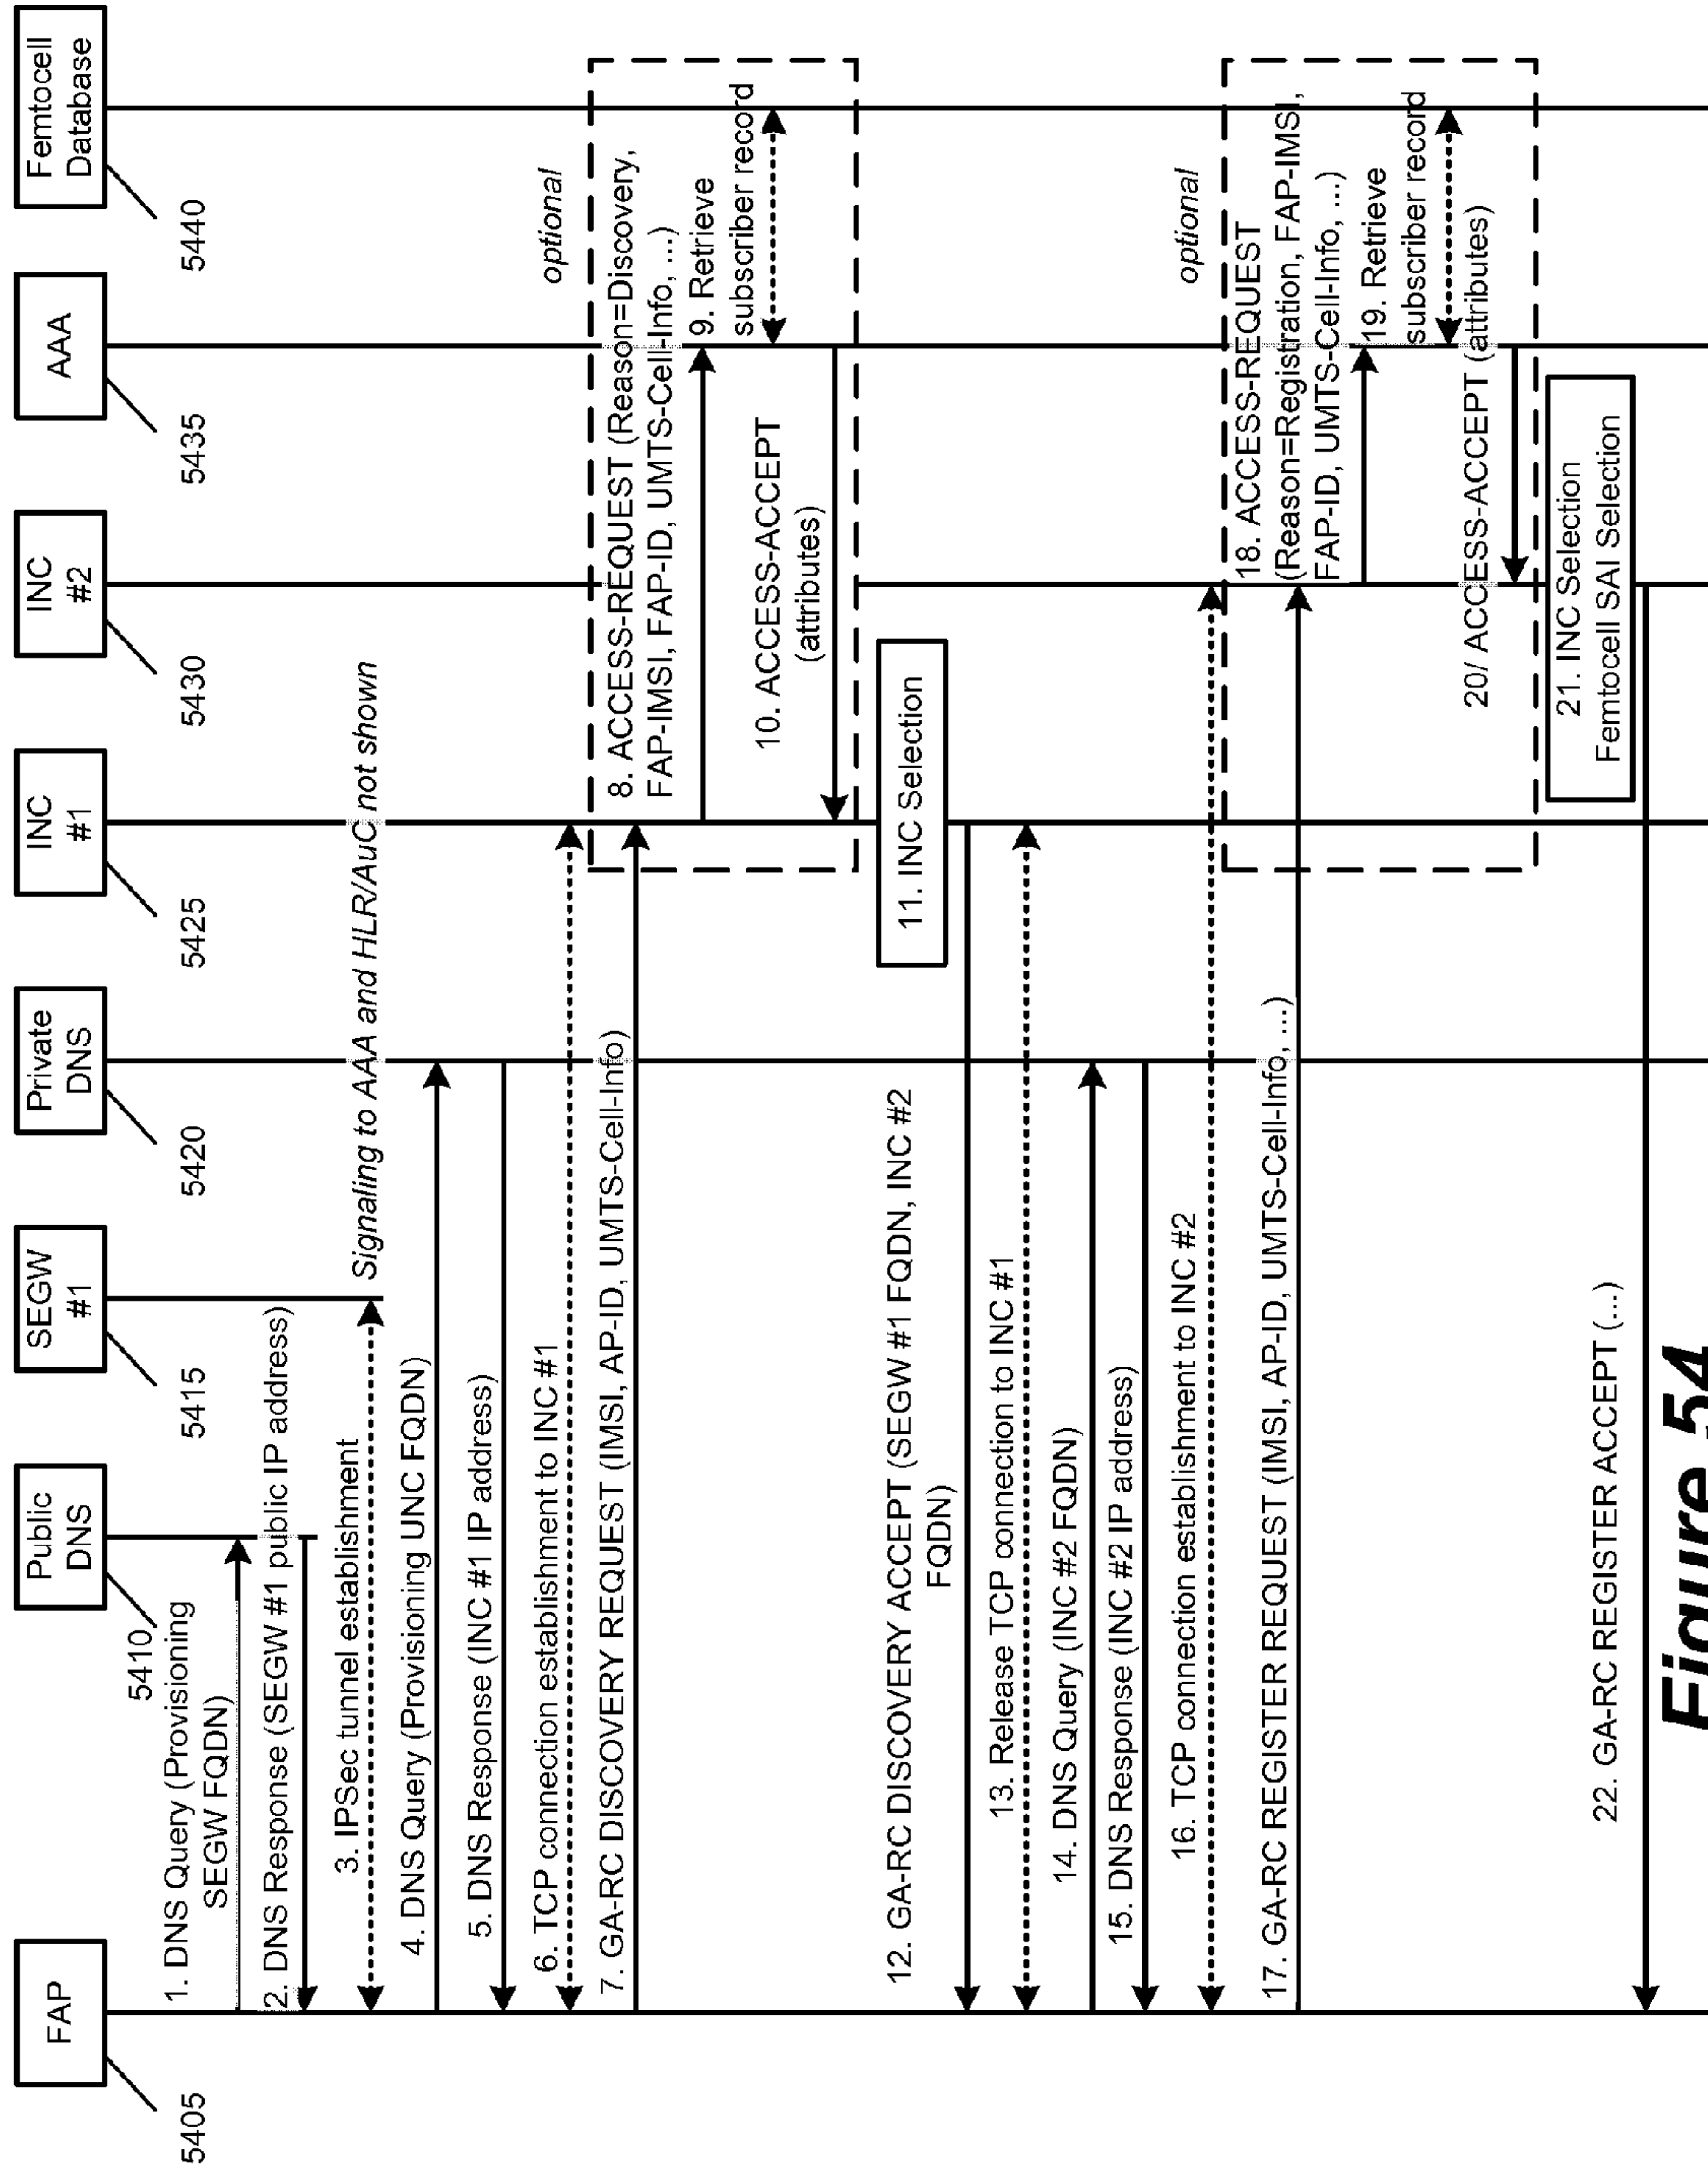 FAP
Public
DNS
SEGW
#1
Private
DNS
INC
#1
INC
#2
AAA
Femtocell
Database
5405
5410
5415
5420
5425
5430
5435
5440
1. DNS Query (Provisioning
SEGW FQDN)
2. DNS Response (SEGW #1 public IP address)
3. IPSec tunnel establishment
Signaling to AAA and HLR/AuC not shown
4. DNS Query (Provisioning UNC FQDN)
5. DNS Response (INC #1 IP address)
6. TCP connection establishment to INC #1
optional
7. GA-RC DISCOVERY REQUEST (IMSI, AP-ID, UMTS-Cell-Info)
8. ACCESS-REQUEST (Reason=Discovery,
FAP-IMSI, FAP-ID, UMTS-Cell-Info, ...)
9. Retrieve
subscriber record
10. ACCESS-ACCEPT
(attributes)
11. INC Selection
12. GA-RC DISCOVERY ACCEPT (SEGW #1 FQDN, INC #2
FQDN)
13. Release TCP connection to INC #1
14. DNS Query (INC #2 FQDN)
15. DNS Response (INC #2 IP address)
16. TCP connection establishment to INC #2
optional
17. GA-RC REGISTER REQUEST (IMSI, AP-ID, UMTS-Cell-Info, ...)
18. ACCESS-REQUEST
(Reason=Registration, FAP-IMSI,
FAP-ID, UMTS-Cell-Info, ...)
19. Retrieve
subscriber record
20/ ACCESS-ACCEPT (attributes)
21. INC Selection
Femtocell SAI Selection
22. GA-RC REGISTER ACCEPT (...)
Figure 54